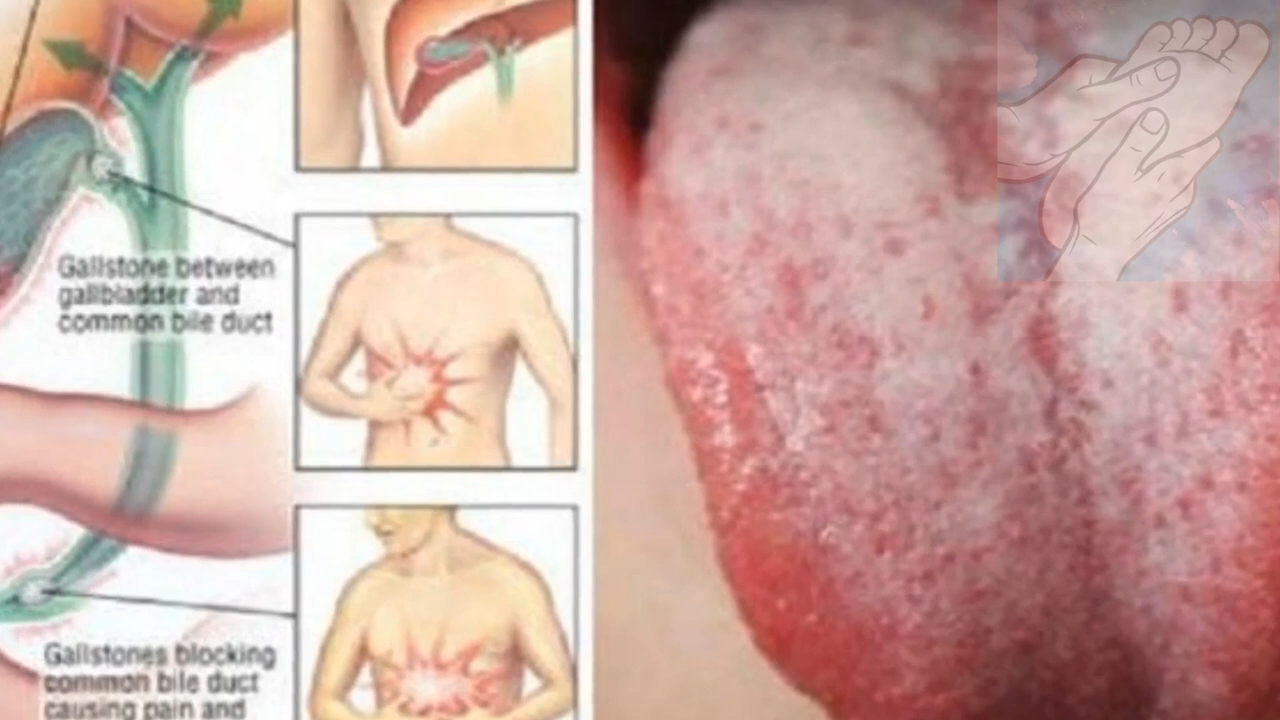 Gallstone between
gallbladder and
common bile duct
Gallstones blocking
common bile duct
causing pain and